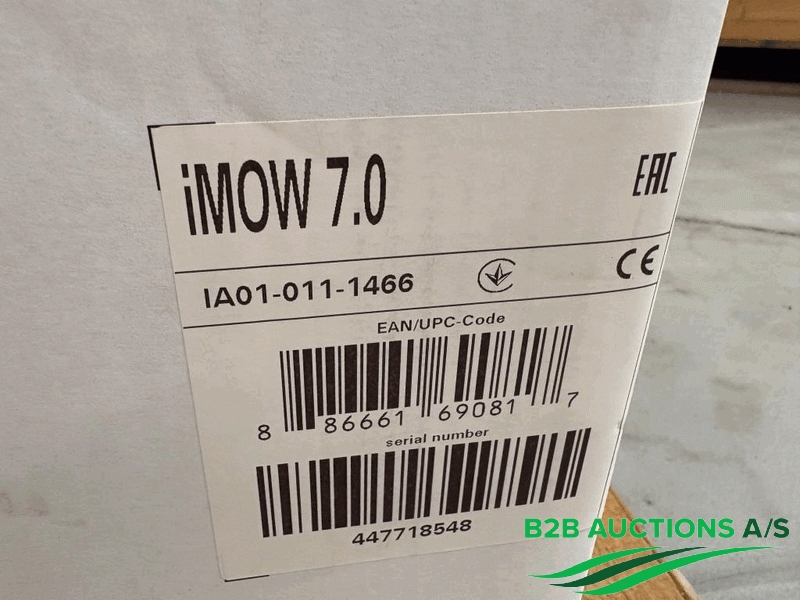 iMOW 7.0
EAC
IA01-011-1466
CE
EAN/UPC-Code
8 86661 69081 7
serial number
447718548
B2B AUCTIONS A/S